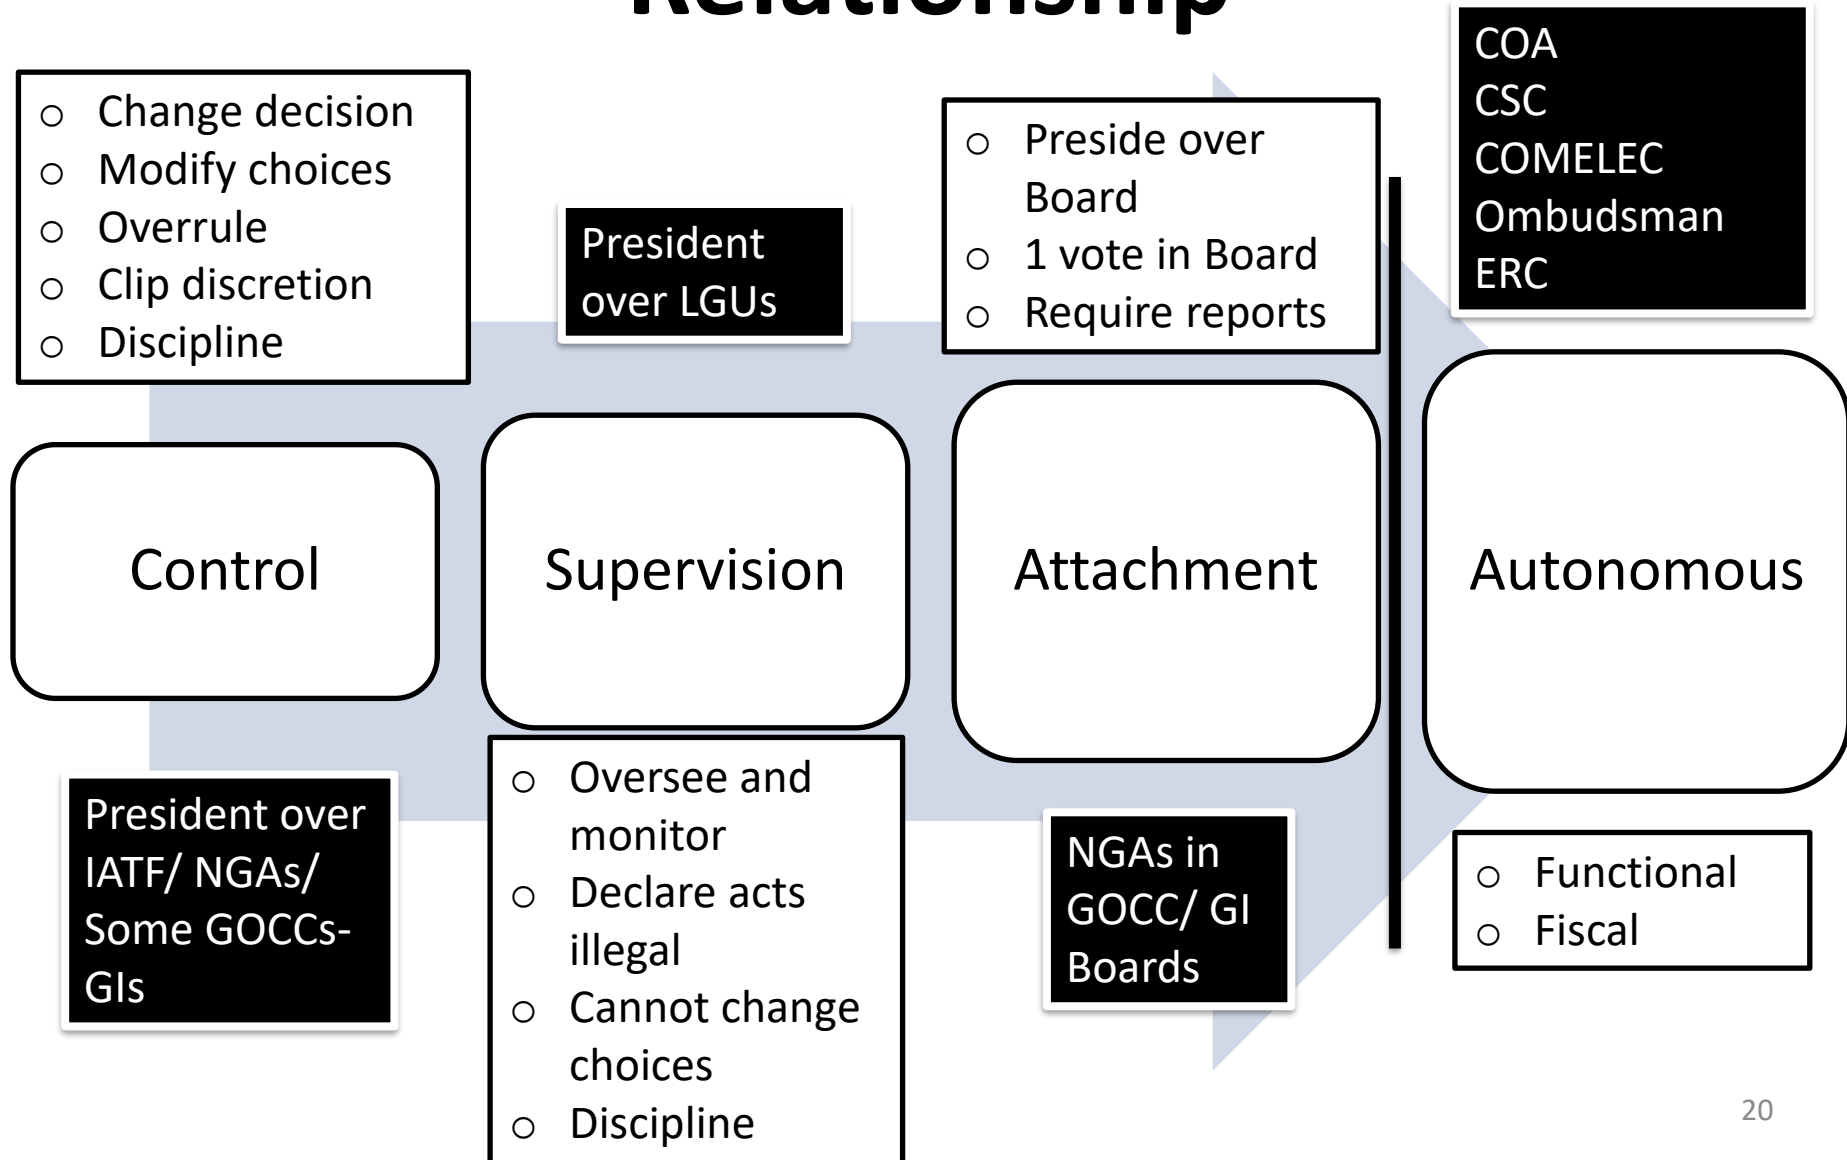 Relationship
○ Change decision
○ Modify choices
○ Overrule
○ Clip discretion
○ Discipline
President
over LGUs
○ Preside over
Board
○ 1 vote in Board
○ Require reports
COA
CSC
COMELEC
Ombudsman
ERC
Control
Supervision
Attachment
Autonomous
President over
IATF/ NGAs/
Some GOCCs-
GIs
○ Oversee and
monitor
○ Declare acts
illegal
○ Cannot change
choices
○ Discipline
NGAs in
GOCC/ GI
Boards
○ Functional
○ Fiscal
20